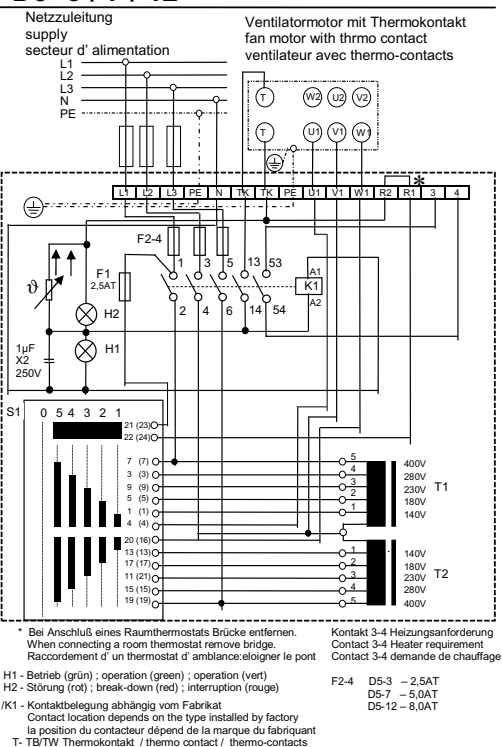 Netzzuleitung
supply
secteur d' alimentation
L1
L2
L3
N
PE
Ventilatormotor mit Thermokontakt
fan motor with thrmo contact
ventilateur avec thermo-contacts
T W2 U2 V2
T U1 V1 W1
L1 L2 L3 PE N TK TK PE U1 V1 W1 R2 R1 3 4
*
F2-4
1 3 5 13 53
A1
K1
A2
2 4 6 14 54
F1
2,5AT
ϑ
H2
H1
1µF
X2
250V
S1 0 5 4 3 2 1
21 (23)
22 (24)
7 (7)
3 (3)
9 (9)
5 (5)
1 (1)
4 (4)
20 (16)
13 (13)
17 (17)
11 (21)
15 (15)
19 (19)
5 400V
4 280V
3 230V T1
2 180V
1 140V
1 140V
2 180V
3 230V T2
4 280V
5 400V
* Bei Anschluß eines Raumthermostats Brücke entfernen.
When connecting a room thermostat remove bridge.
Raccordement d' un thermostat d' amblance:eloigner le pont
Kontakt 3-4 Heizungsanforderung
Contact 3-4 Heater requirement
Contact 3-4 demande de chauffage
H1 - Betrieb (grün) ; operation (green) ; operation (vert)
H2 - Störung (rot) ; break-down (red) ; interruption (rouge)
F2-4 D5-3 – 2,5AT
D5-7 – 5,0AT
D5-12 – 8,0AT
/K1 - Kontaktbelegung abhängig vom Fabrikat
Contact location depends on the type installed by factory
la position du contacteur dépend de la marque du fabriquant
T- TB/TW Thermokontakt / thermo contact / thermo-contacts